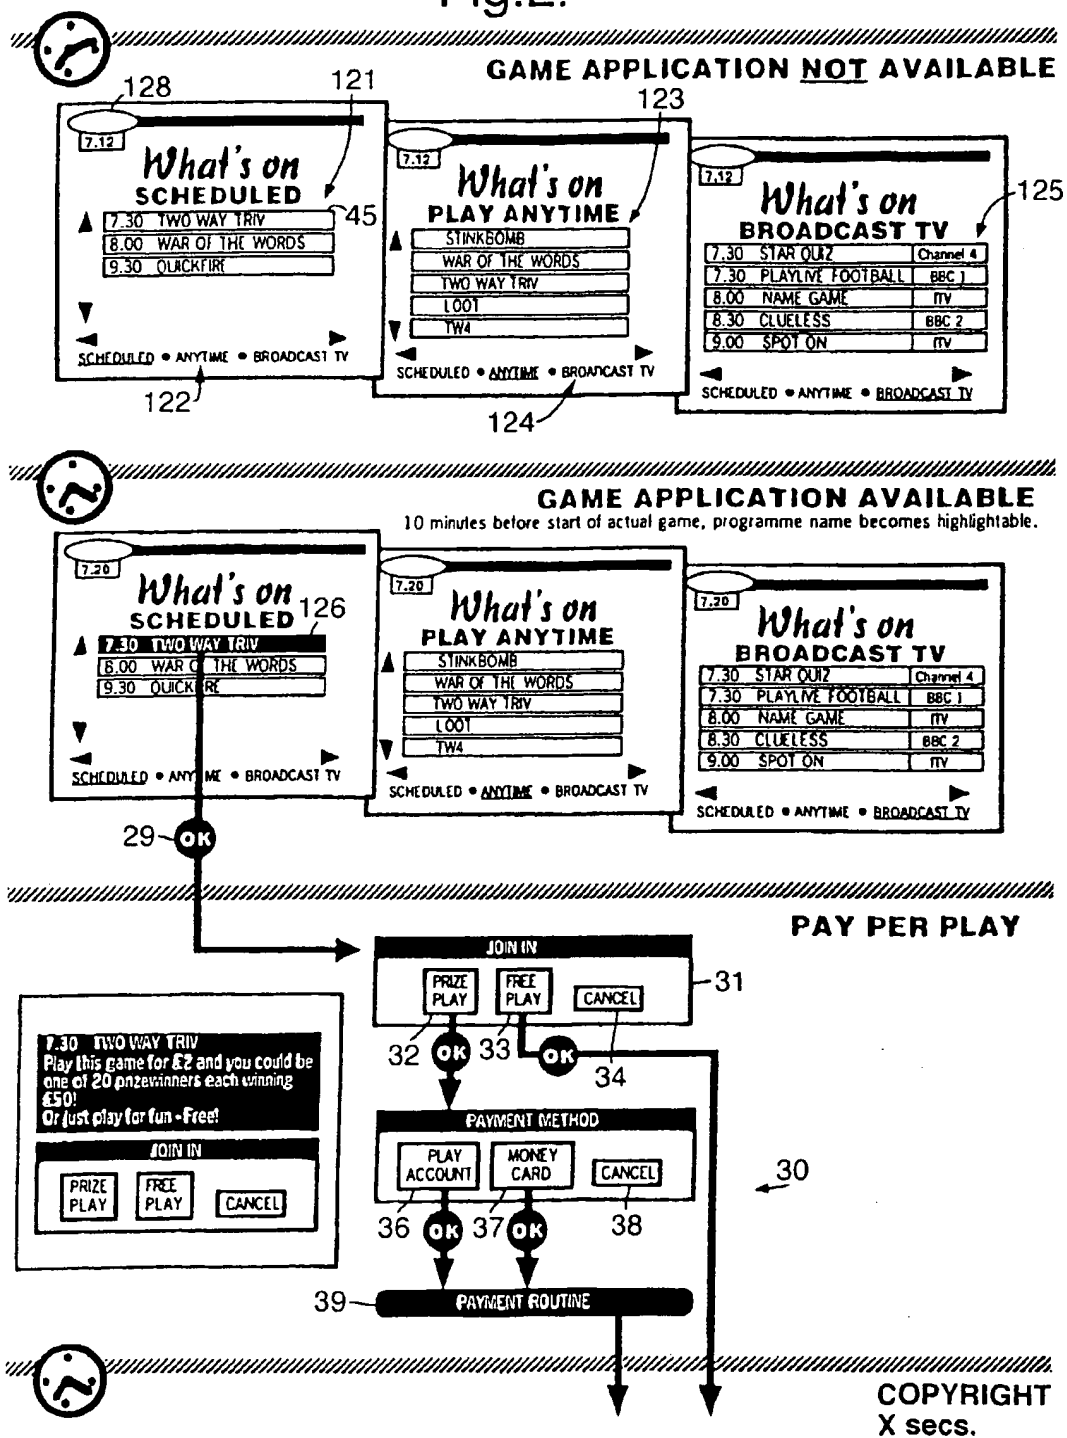 Fig.2.
GAME APPLICATION NOT AVAILABLE
128
121
123
125
7.12
What's on
SCHEDULED
7.30 TWO WAY TRIV
45
8.00 WAR OF THE WORDS
9.30 QUICKFIRE
SCHEDULED • ANYTIME • BROADCAST TV
122
7.12
What's on
PLAY ANYTIME
STINKBOMB
WAR OF THE WORDS
TWO WAY TRIV
LOOT
TW4
SCHEDULED • ANYTIME • BROADCAST TV
124
7.12
What's on
BROADCAST TV
7.30 STAR QUIZ Channel 4
7.30 PLAYLIVE FOOTBALL BBC 1
8.00 NAME GAME ITV
8.30 CLUELESS BBC 2
9.00 SPOT ON ITV
SCHEDULED • ANYTIME • BROADCAST TV
GAME APPLICATION AVAILABLE
10 minutes before start of actual game, programme name becomes highlightable.
7.20
What's on
SCHEDULED
126
7.30 TWO WAY TRIV
8.00 WAR OF THE WORDS
9.30 QUICKFIRE
SCHEDULED • ANYTIME • BROADCAST TV
7.20
What's on
PLAY ANYTIME
STINKBOMB
WAR OF THE WORDS
TWO WAY TRIV
LOOT
TW4
SCHEDULED • ANYTIME • BROADCAST TV
7.20
What's on
BROADCAST TV
7.30 STAR QUIZ Channel 4
7.30 PLAYLIVE FOOTBALL BBC 1
8.00 NAME GAME ITV
8.30 CLUELESS BBC 2
9.00 SPOT ON ITV
SCHEDULED • ANYTIME • BROADCAST TV
29
OK
PAY PER PLAY
JOIN IN
PRIZE PLAY
FREE PLAY
CANCEL
31
32
OK
33
OK
34
7.30 TWO WAY TRIV
Play this game for £2 and you could be
one of 20 prizewinners each winning
£50!
Or just play for fun - Free!
JOIN IN
PRIZE PLAY
FREE PLAY
CANCEL
PAYMENT METHOD
PLAY ACCOUNT
MONEY CARD
CANCEL
30
36
OK
37
OK
38
39
PAYMENT ROUTINE
COPYRIGHT
X secs.